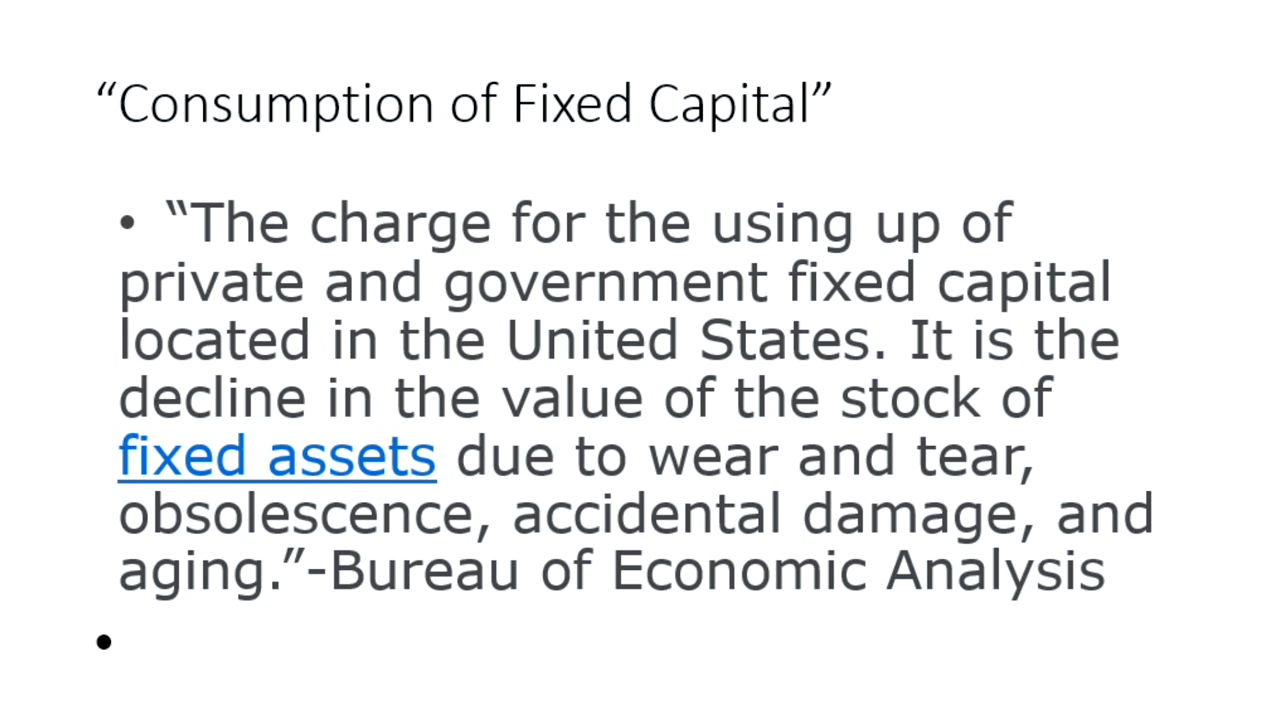 “Consumption of Fixed Capital”
• “The charge for the using up of
private and government fixed capital
located in the United States. It is the
decline in the value of the stock of
fixed assets due to wear and tear,
obsolescence, accidental damage, and
aging.”-Bureau of Economic Analysis
•